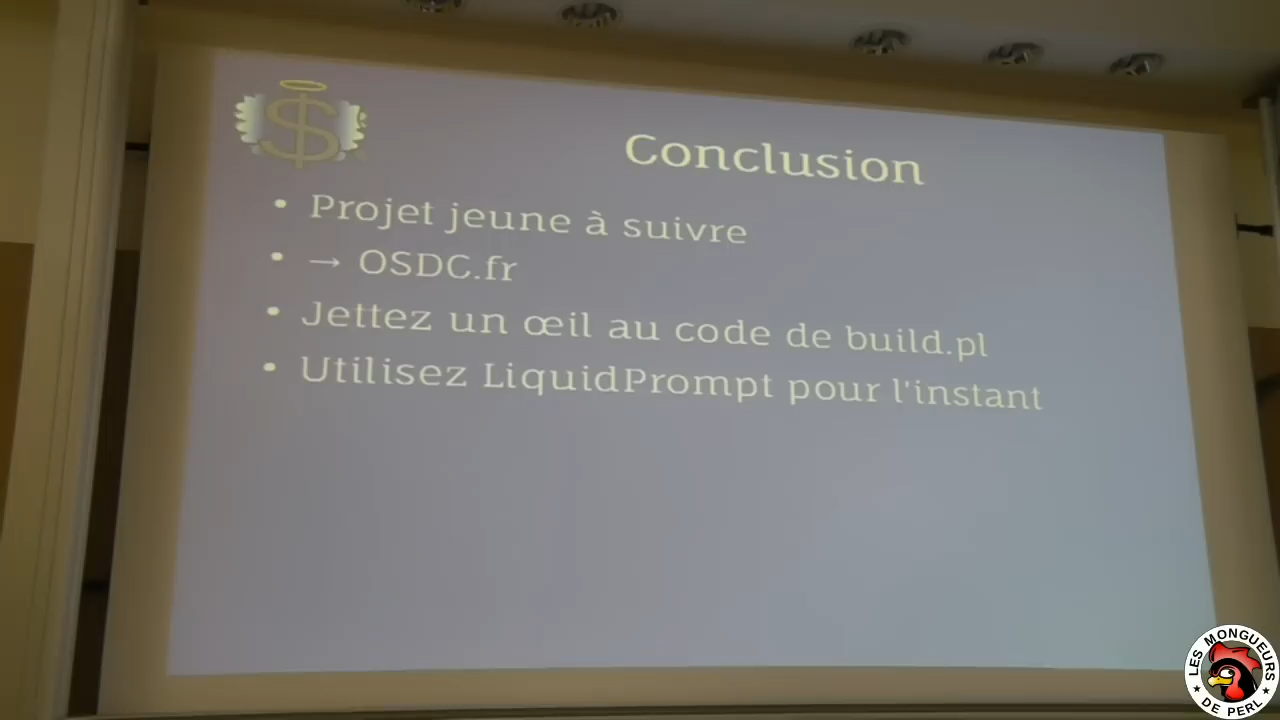 Conclusion
• Projet jeune à suivre
• → OSDC.fr
• Jettez un œil au code de build.pl
• Utilisez LiquidPrompt pour l'instant
LES MONGUEURS
★ DE PERL ★